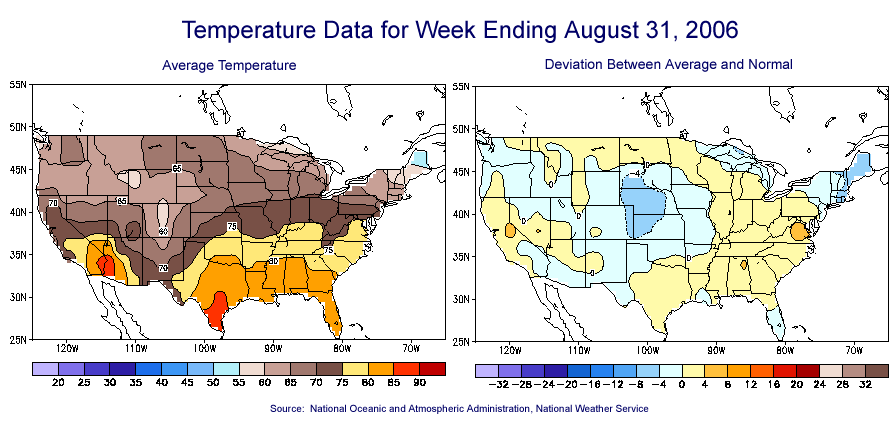 Temperature Data for Week Ending August 31, 2006
Average Temperature
Deviation Between Average and Normal
55N
50N
45N
40N
35N
30N
25N
65
70
65
60
75
75
80
70
120W 110W 100W 90W 80W 70W
20 25 30 35 40 45 50 55 60 65 70 75 80 85 90
55N
50N
45N
40N
35N
30N
25N
0
-4
0
0
0
120W 110W 100W 90W 80W 70W
-32 -28 -24 -20 -16 -12 -8 -4 0 4 8 12 16 20 24 28 32
Source: National Oceanic and Atmospheric Administration, National Weather Service